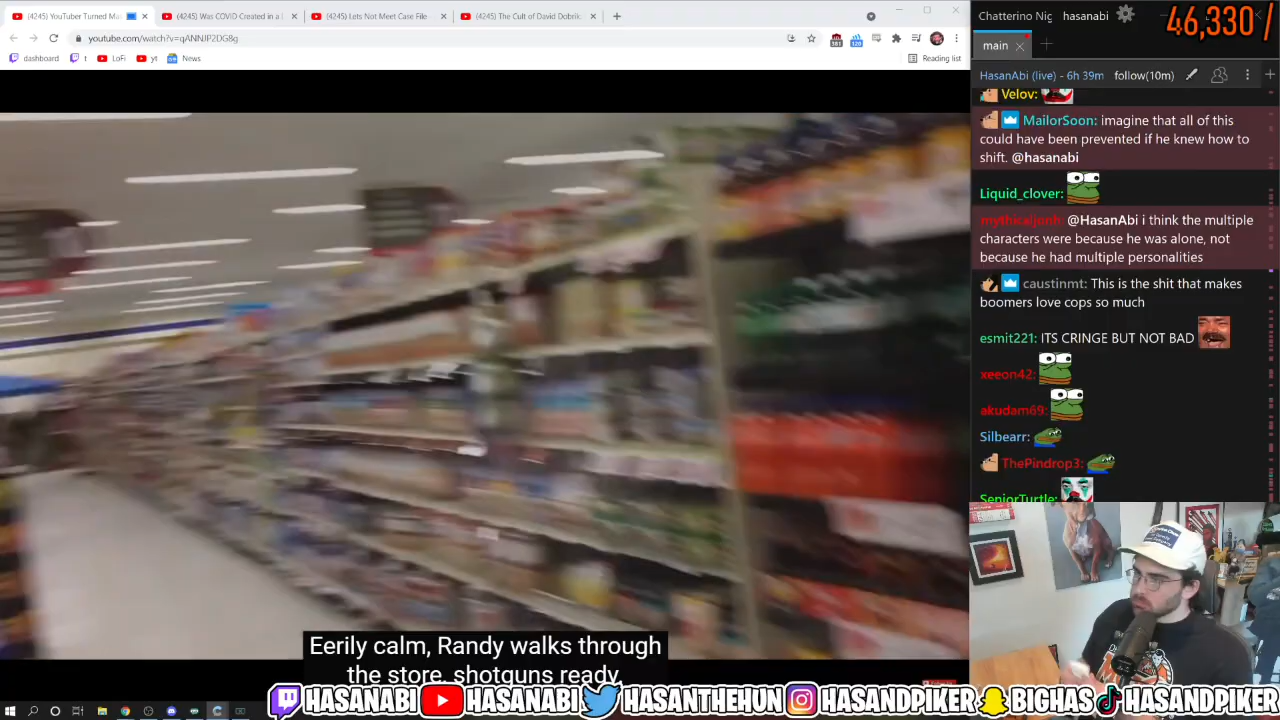 (4245) YouTuber Turned Ma
(4245) Was COVID Created in a L
(4245) Lets Not Meet Case File -
(4245) The Cult of David Dobrik
youtube.com/watch?v=qANNJP2DG8g
dashboard
t
LoFi
yt
News
Reading list
Eerily calm, Randy walks through
the store, shotguns ready,
Chatterino Nig
hasanabi
46,330 /
main
HasanAbi (live) - 6h 39m
follow(10m)
Velov:
MailorSoon: imagine that all of this
could have been prevented if he knew how to
shift. @hasanabi
Liquid_clover:
mythicaljonh: @HasanAbi i think the multiple
characters were because he was alone, not
because he had multiple personalities
caustinmt: This is the shit that makes
boomers love cops so much
esmit221: ITS CRINGE BUT NOT BAD
xeeon42:
akudam69:
Silbearr:
ThePindrop3:
SeniorTurtle:
HASANABI HASANABI HASANTHEHUN HASANDPIKER BIGHAS HASANDPIKER